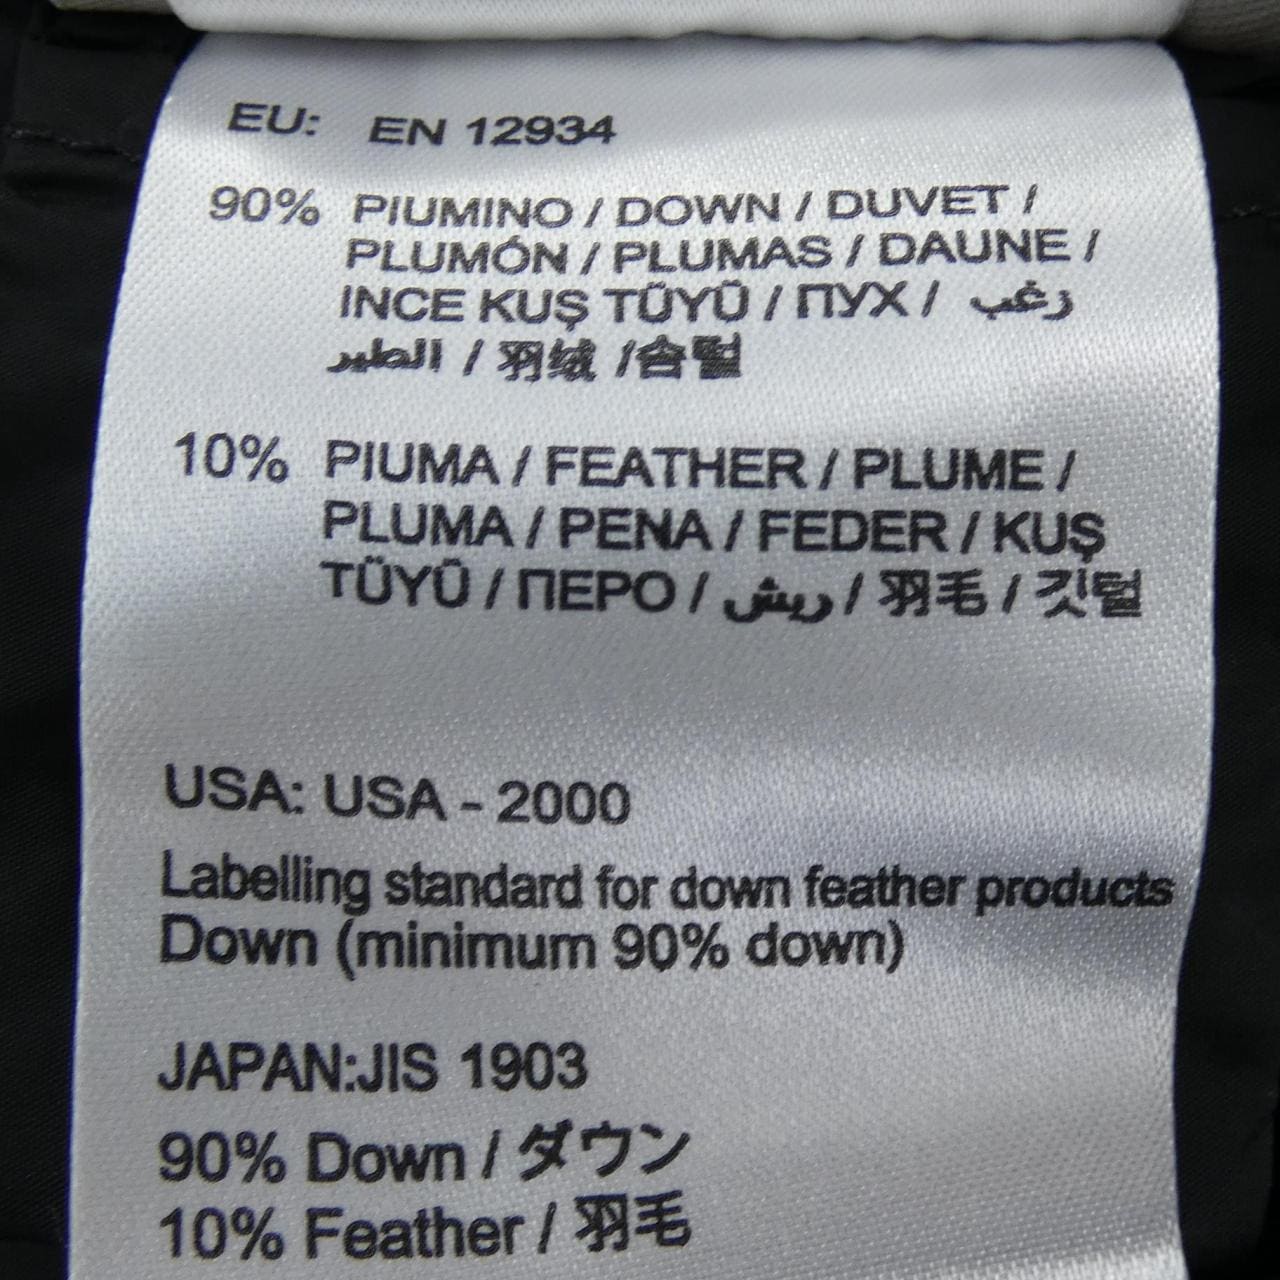 EU: EN 12934
90% PIUMINO / DOWN / DUVET /
PLUMÓN / PLUMAS / DAUNE /
INCE KUŞ TÜYÜ / ПУХ / زغب
الطير / 羽绒 /솜털
10% PIUMA / FEATHER / PLUME /
PLUMA / PENA / FEDER / KUŞ
TÜYÜ / ПЕРО / ريش / 羽毛 / 깃털
USA: USA - 2000
Labelling standard for down feather products
Down (minimum 90% down)
JAPAN:JIS 1903
90% Down / ダウン
10% Feather / 羽毛